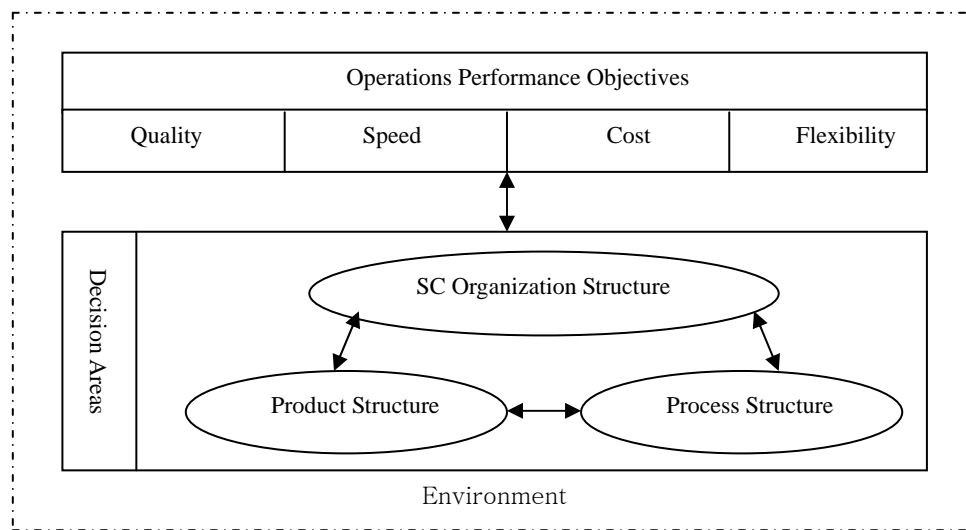 Operations Performance Objectives
Quality
Speed
Cost
Flexibility
Decision Areas
SC Organization Structure
Product Structure
Process Structure
Environment